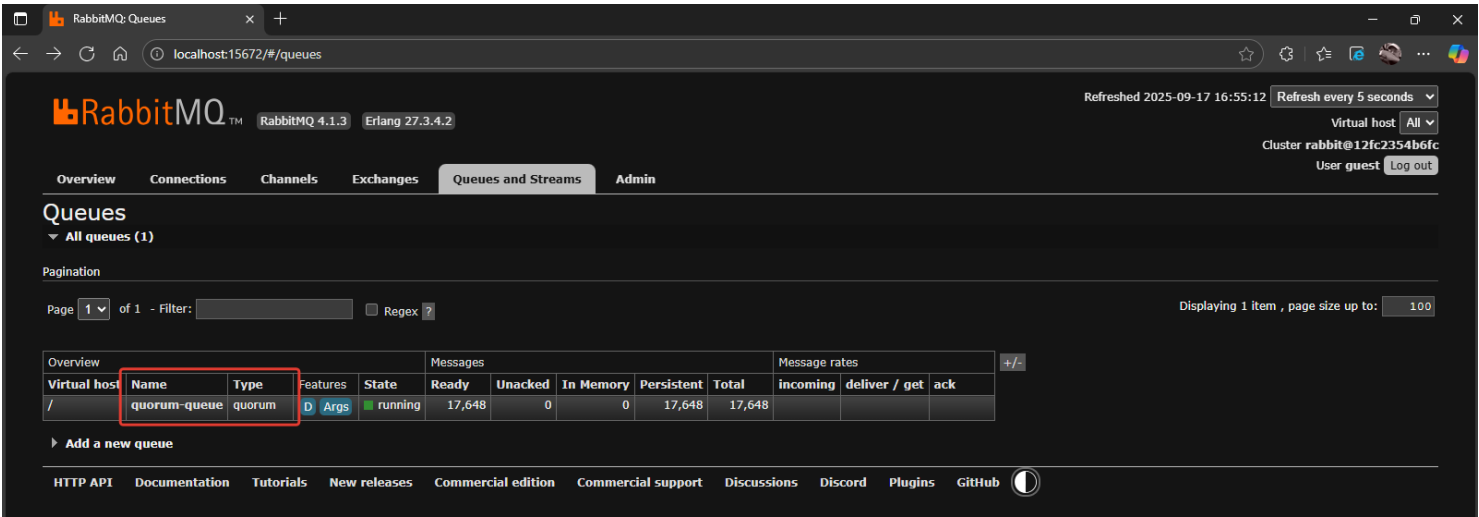 RabbitMQ: Queues
localhost:15672/#/queues
RabbitMQ TM RabbitMQ 4.1.3 Erlang 27.3.4.2
Refreshed 2025-09-17 16:55:12 Refresh every 5 seconds
Virtual host All
Cluster rabbit@12fc2354b6fc
User guest Log out
Overview Connections Channels Exchanges Queues and Streams Admin
Queues
All queues (1)
Pagination
Page 1 of 1 - Filter: Regex ? Displaying 1 item , page size up to: 100
Overview Messages Message rates +/-
Virtual host Name Type Features State Ready Unacked In Memory Persistent Total incoming deliver / get ack
/ quorum-queue quorum D Args running 17,648 0 0 17,648 17,648
Add a new queue
HTTP API Documentation Tutorials New releases Commercial edition Commercial support Discussions Discord Plugins GitHub